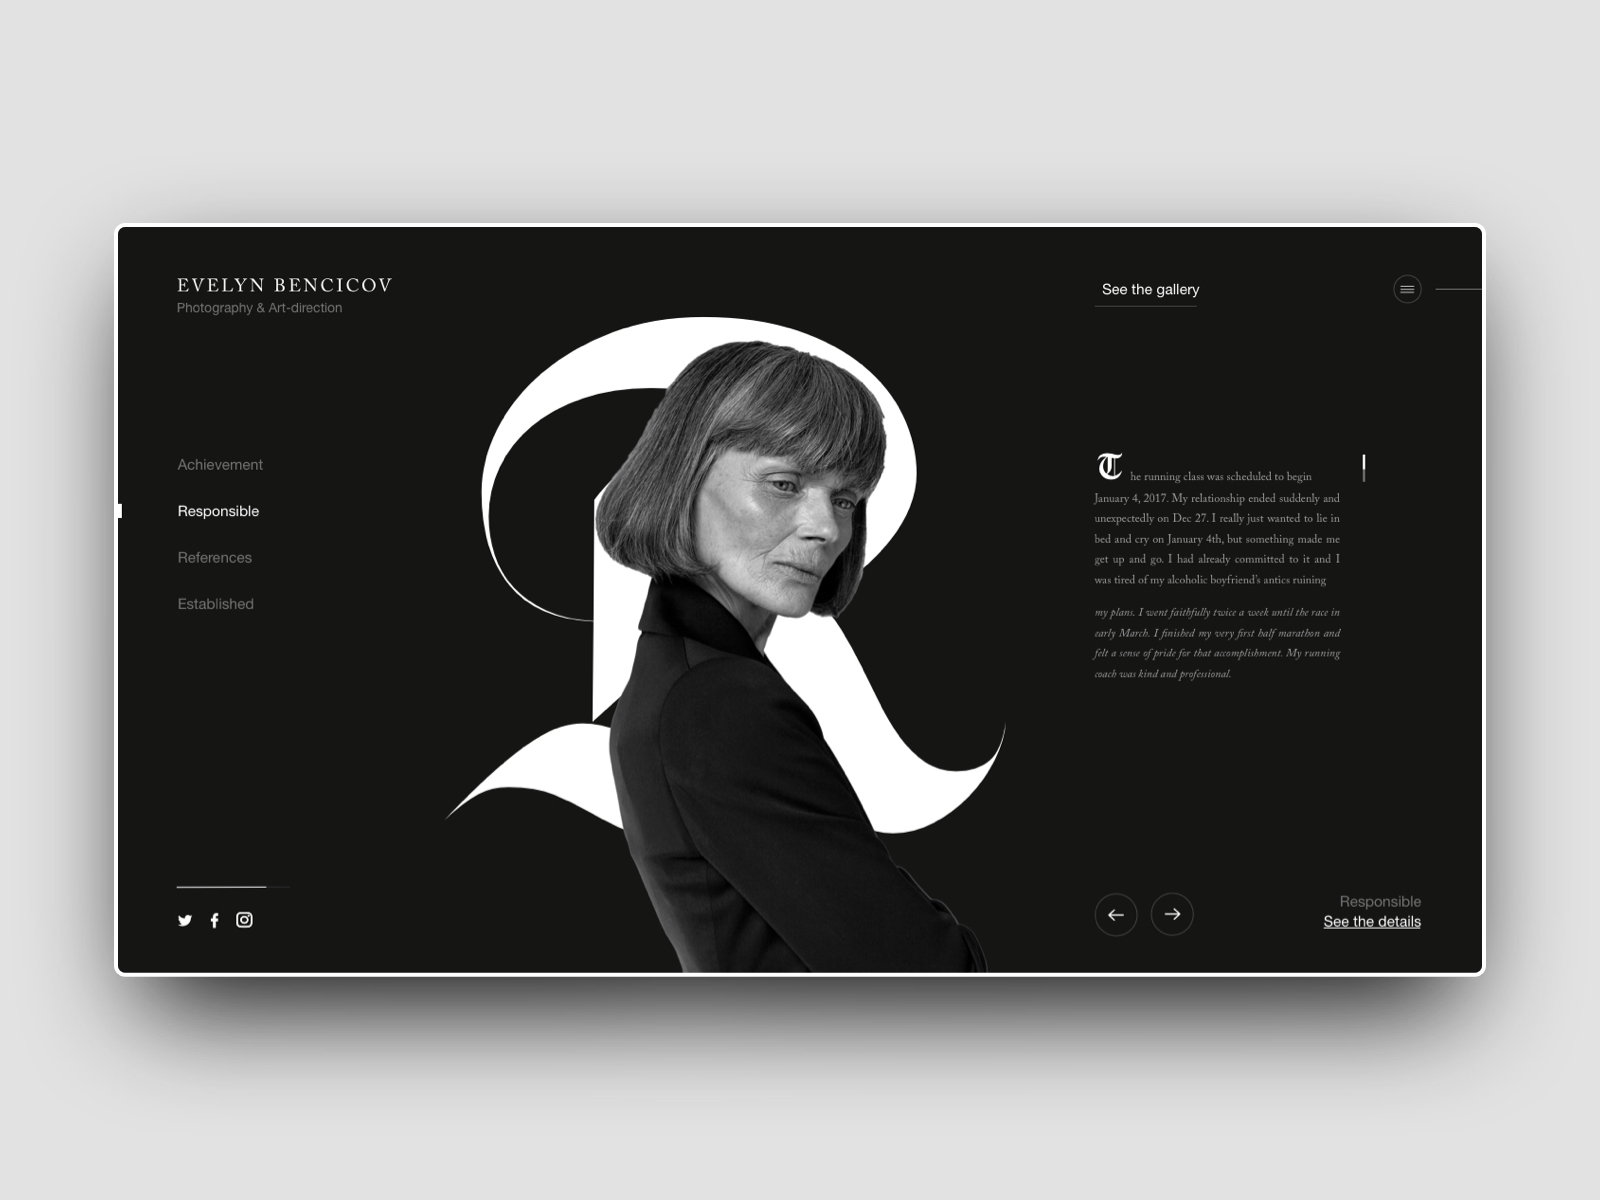 EVELYN BENCICOV
Photography & Art-direction
See the gallery
Achievement
Responsible
References
Established
R
The running class was scheduled to begin
January 4, 2017. My relationship ended suddenly and
unexpectedly on Dec 27. I really just wanted to lie in
bed and cry on January 4th, but something made me
get up and go. I had already committed to it and I
was tired of my alcoholic boyfriend's antics ruining
my plans. I went faithfully twice a week until the race in
early March. I finished my very first half marathon and
felt a sense of pride for that accomplishment. My running
coach was kind and professional.
Responsible
See the details